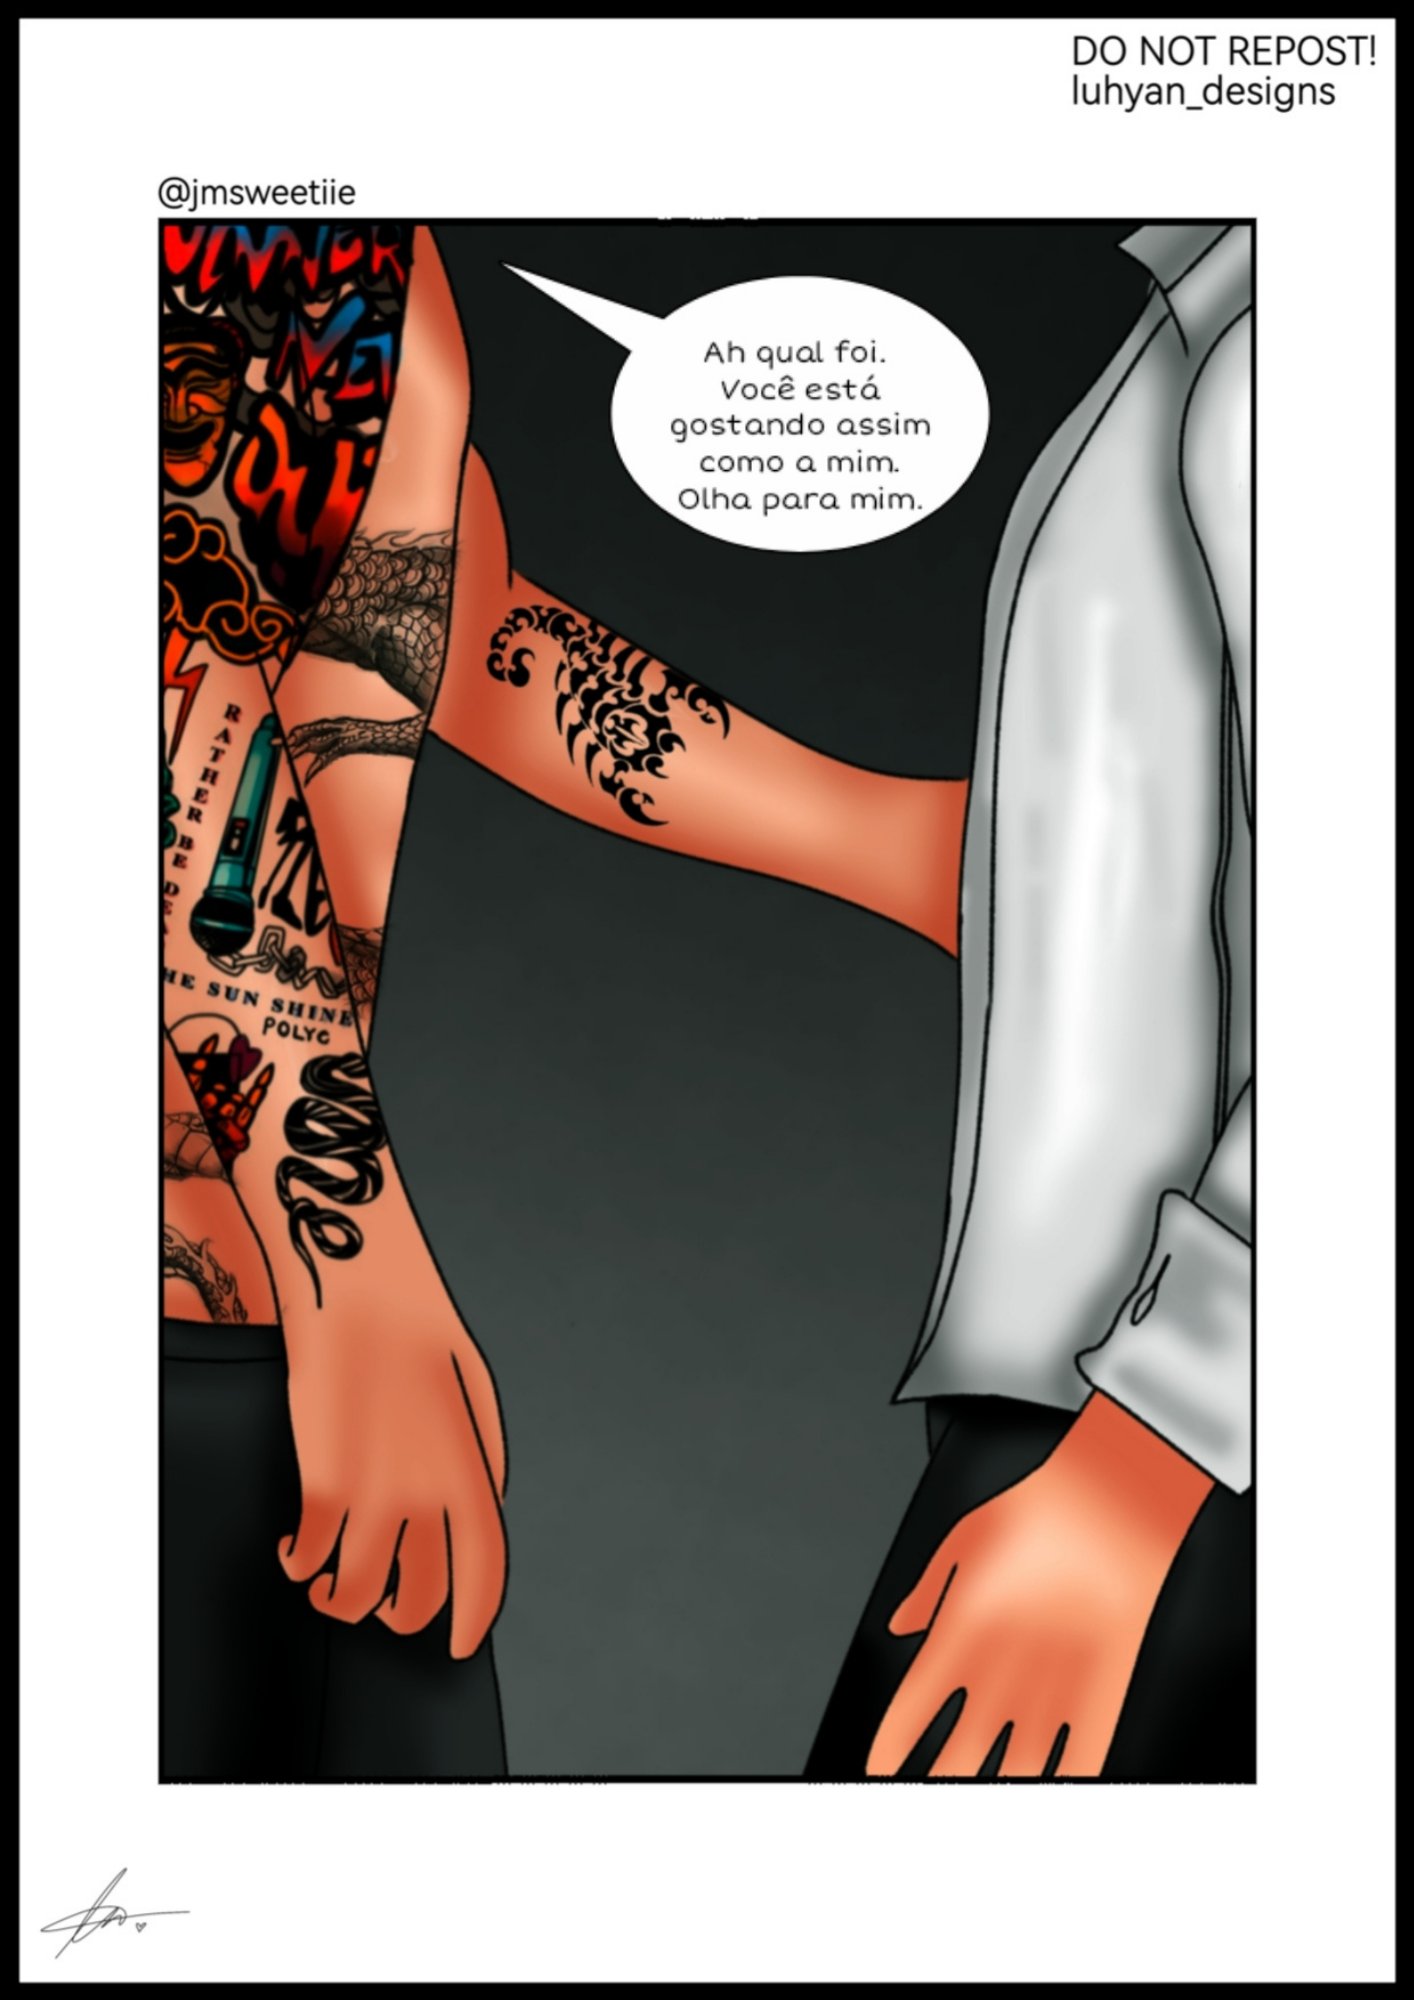 DO NOT REPOST!
luhyan_designs
@jmsweetiie
Ah qual foi.
Você está
gostando assim
como a mim.
Olha para mim.
RATHER BE DE
HE SUN SHINE
POLYC